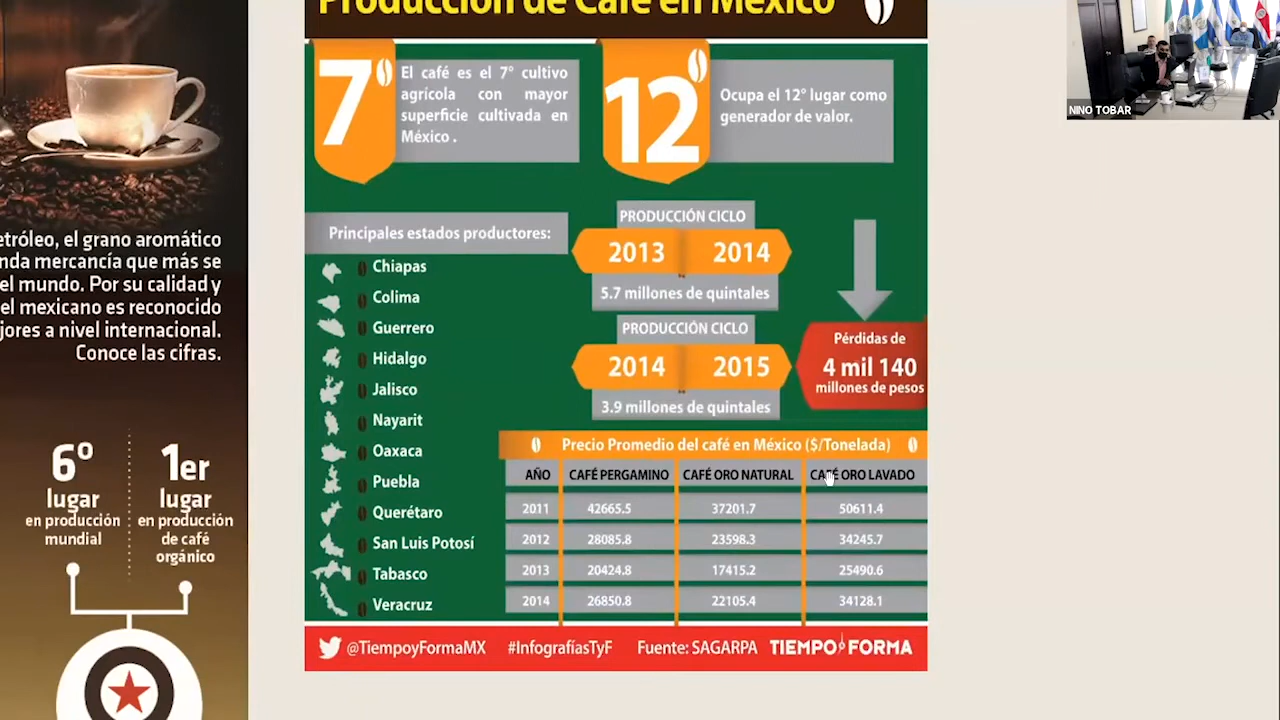 Producción de Café en México
7°
El café es el 7° cultivo
agrícola con mayor
superficie cultivada en
México .
12°
Ocupa el 12° lugar como
generador de valor.
NINO TOBAR
etróleo, el grano aromático
nda mercancía que más se
el mundo. Por su calidad y
el mexicano es reconocido
jores a nivel internacional.
Conoce las cifras.
6º
lugar
en producción
mundial
1er
lugar
en producción
de café
orgánico
Principales estados productores:
Chiapas
Colima
Guerrero
Hidalgo
Jalisco
Nayarit
Oaxaca
Puebla
Querétaro
San Luis Potosí
Tabasco
Veracruz
PRODUCCIÓN CICLO
2013 2014
5.7 millones de quintales
PRODUCCIÓN CICLO
2014 2015
3.9 millones de quintales
Pérdidas de
4 mil 140
millones de pesos
Precio Promedio del café en México ($/Tonelada)
AÑO CAFÉ PERGAMINO CAFÉ ORO NATURAL CAFÉ ORO LAVADO
2011 42665.5 37201.7 50611.4
2012 28085.8 23598.3 34245.7
2013 20424.8 17415.2 25490.6
2014 26850.8 22105.4 34128.1
@TiempoyFormaMX #InfografíasTyF Fuente: SAGARPA TIEMPO FORMA